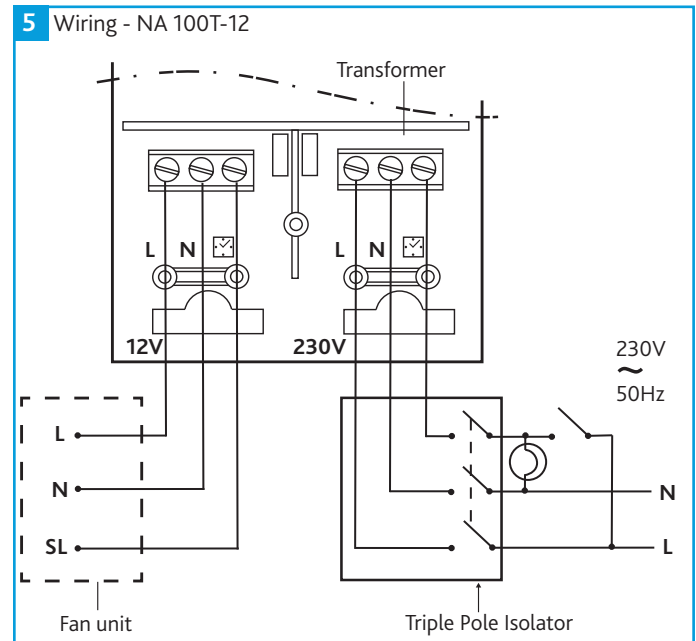 5 Wiring - NA 100T-12
Transformer
L N L N
12V 230V
230V
~
50Hz
L
N
SL
N
L
Fan unit
Triple Pole Isolator